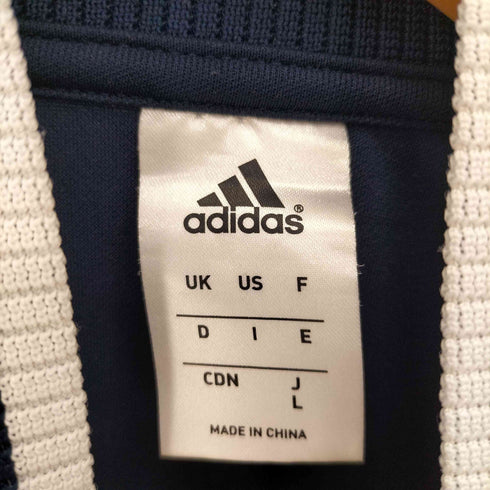 adidas®
UK US F
D I E
CDN J
L
MADE IN CHINA